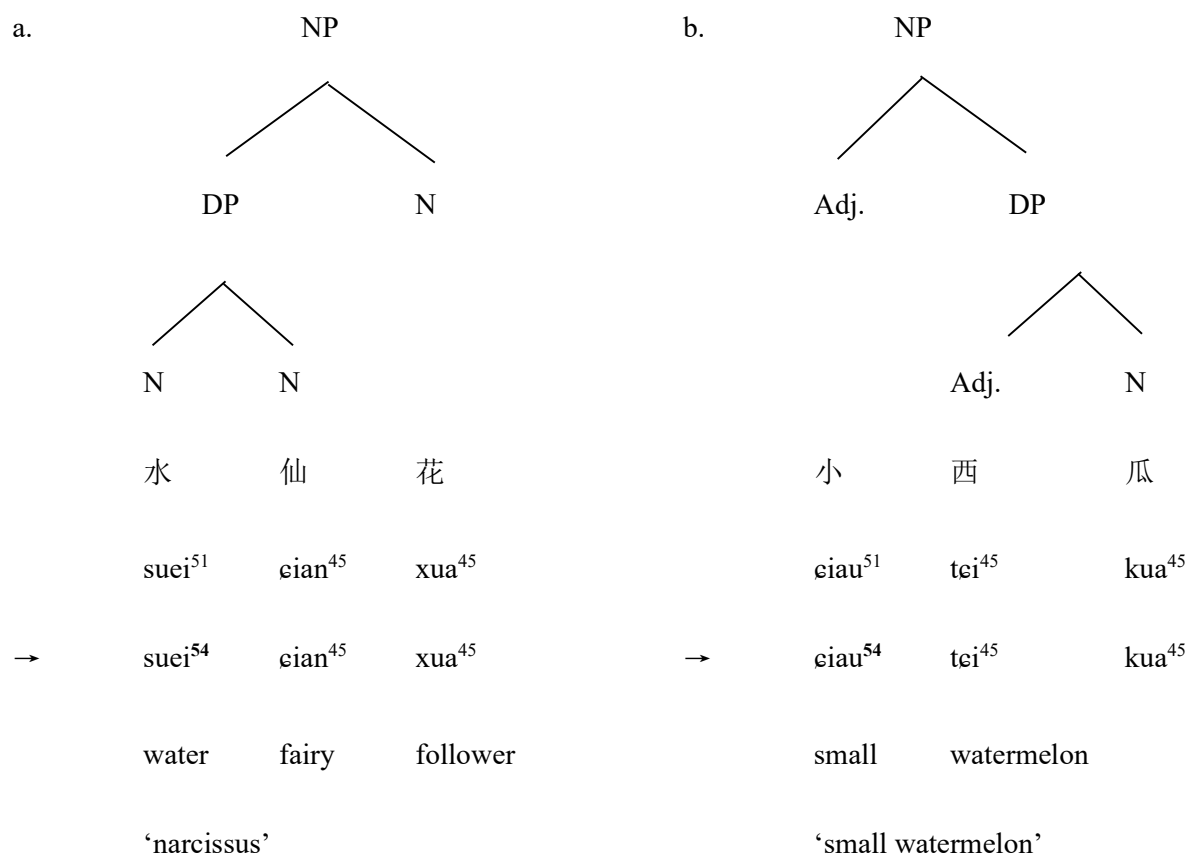 a. NP b. NP
DP N Adj. DP
N N Adj. N
水 仙 花 小 西 瓜
suei⁵¹ ɕian⁴⁵ xua⁴⁵ ɕiau⁵¹ tɕi⁴⁵ kua⁴⁵
→ suei⁵⁴ ɕian⁴⁵ xua⁴⁵ → ɕiau⁵⁴ tɕi⁴⁵ kua⁴⁵
water fairy follower small watermelon
‘narcissus’ ‘small watermelon’